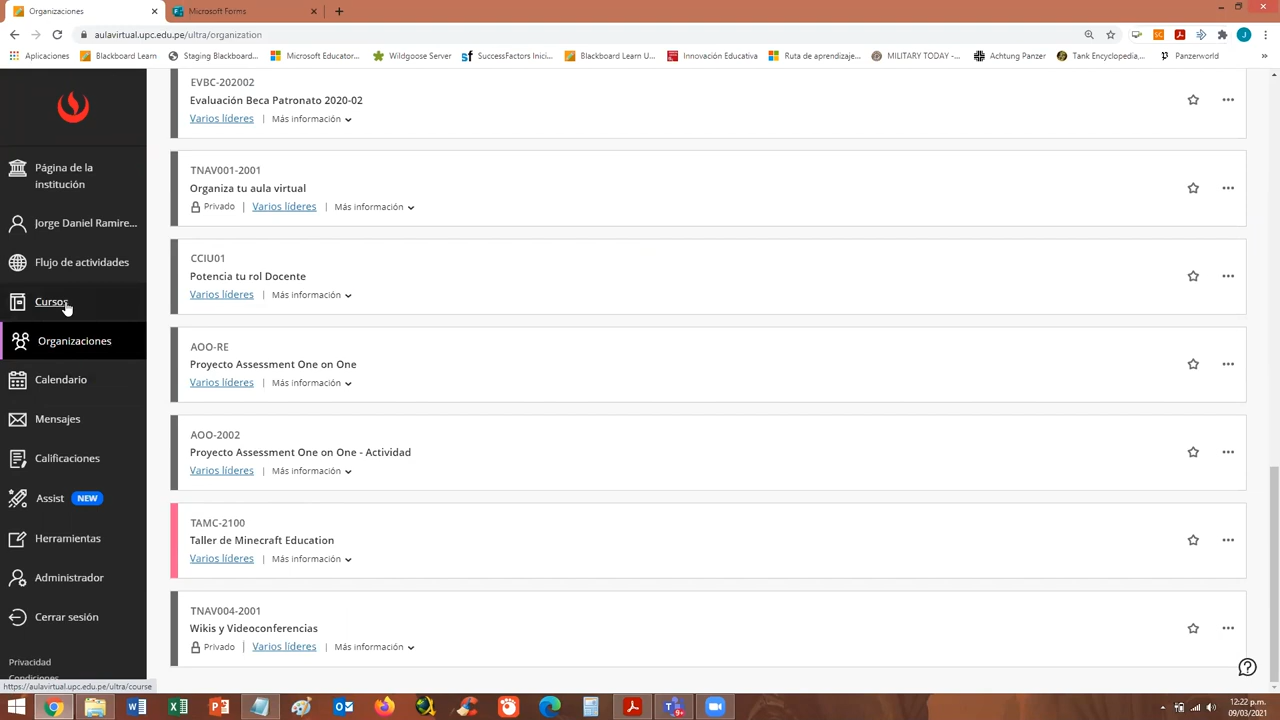 Organizaciones
Microsoft Forms
aulavirtual.upc.edu.pe/ultra/organization
Aplicaciones
Blackboard Learn
Staging Blackboard...
Microsoft Educator...
Wildgoose Server
SuccessFactors Inici...
Blackboard Learn U...
Innovación Educativa
Ruta de aprendizaje...
MILITARY TODAY -...
Achtung Panzer
Tank Encyclopedia,...
Panzerworld
Página de la
institución
Jorge Daniel Ramire...
Flujo de actividades
Cursos
Organizaciones
Calendario
Mensajes
Calificaciones
Assist NEW
Herramientas
Administrador
Cerrar sesión
Privacidad
Condiciones
https://aulavirtual.upc.edu.pe/ultra/course
EVBC-202002
Evaluación Beca Patronato 2020-02
Varios líderes | Más información
TNAV001-2001
Organiza tu aula virtual
Privado | Varios líderes | Más información
CCIU01
Potencia tu rol Docente
Varios líderes | Más información
AOO-RE
Proyecto Assessment One on One
Varios líderes | Más información
AOO-2002
Proyecto Assessment One on One - Actividad
Varios líderes | Más información
TAMC-2100
Taller de Minecraft Education
Varios líderes | Más información
TNAV004-2001
Wikis y Videoconferencias
Privado | Varios líderes | Más información
12:22 p.m.
09/03/2021